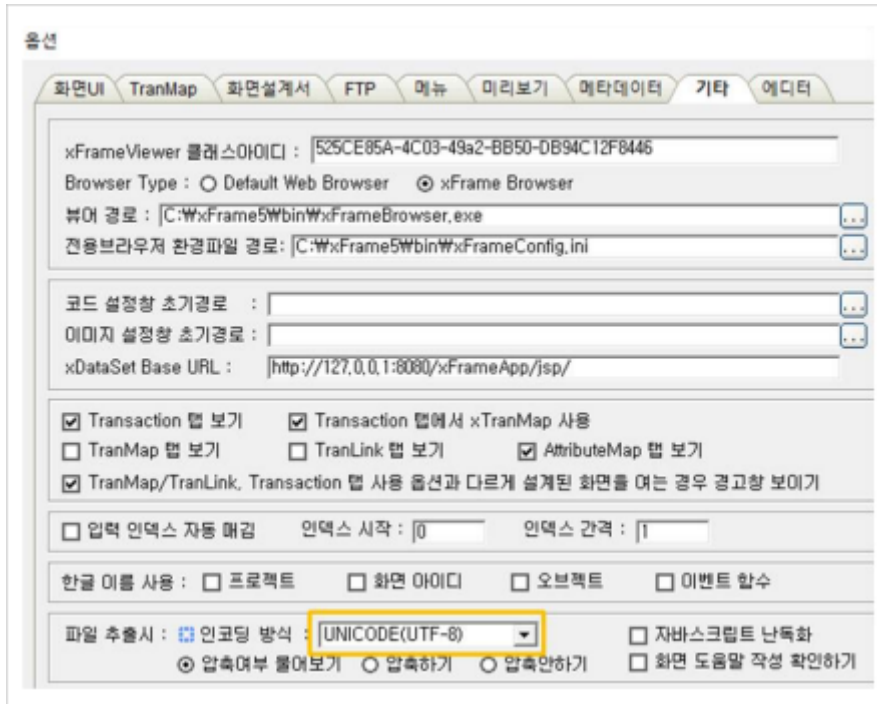 옵션
화면UI TranMap 화면설계서 FTP 메뉴 미리보기 메타데이터 기타 에디터
xFrameViewer 클래스아이디 : 525CE85A-4C03-49a2-BB50-DB94C12F8446
Browser Type : Default Web Browser xFrame Browser
뷰어 경로 : C:₩xFrame5₩bin₩xFrameBrowser.exe ...
전용브라우저 환경파일 경로: C:₩xFrame5₩bin₩xFrameConfig.ini ...
코드 설정창 초기경로 : ...
이미지 설정창 초기경로 : ...
xDataSet Base URL : http://127.0.0.1:8080/xFrameApp/jsp/
Transaction 탭 보기 Transaction 탭에서 xTranMap 사용
TranMap 탭 보기 TranLink 탭 보기 AttributeMap 탭 보기
TranMap/TranLink, Transaction 탭 사용 옵션과 다르게 설계된 화면을 여는 경우 경고창 보이기
입력 인덱스 자동 매김 인덱스 시작 : 0 인덱스 간격 : 1
한글 이름 사용 : 프로젝트 화면 아이디 오브젝트 이벤트 함수
파일 추출시 : 인코딩 방식 : UNICODE(UTF-8) 자바스크립트 난독화
압축여부 물어보기 압축하기 압축안하기 화면 도움말 작성 확인하기